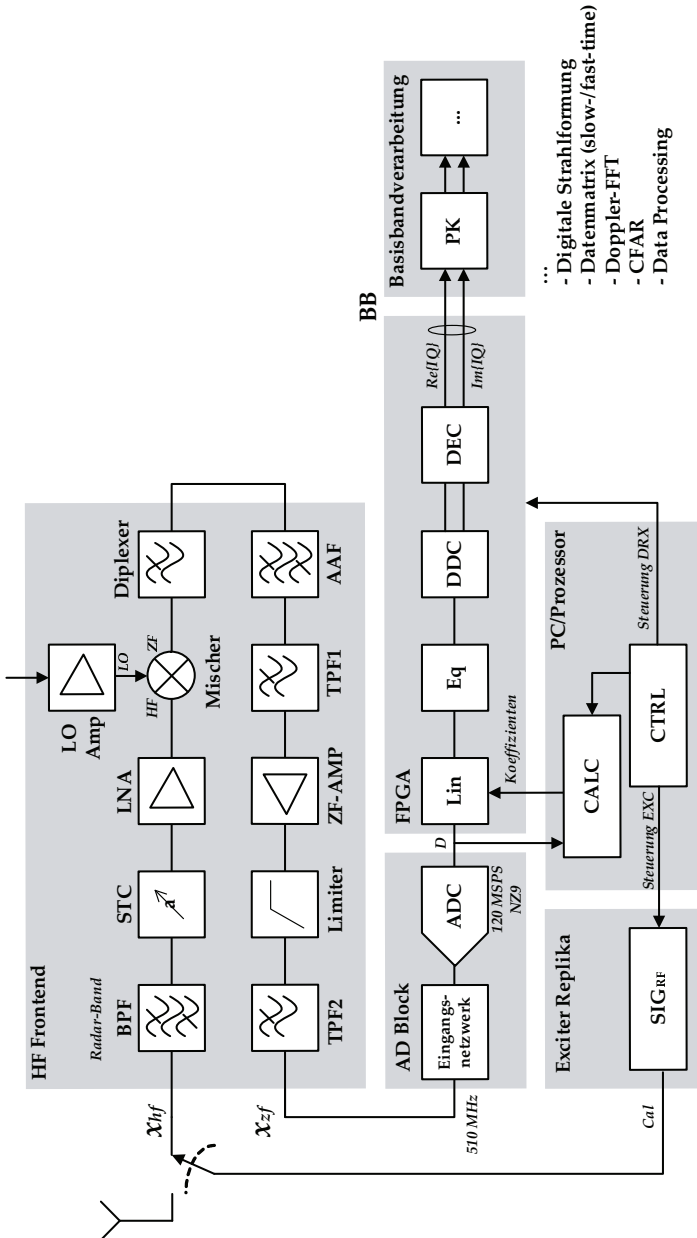 HF Frontend
LO
Amp
LO
Radar-Band
BPF
STC
a
LNA
HF
ZF
Mischer
Diplexer
xhf
xzf
TPF2
Limiter
ZF-AMP
TPF1
AAF
AD Block
Eingangs-
netzwerk
510 MHz
ADC
120 MSPS
NZ9
D
FPGA
Lin
Eq
DDC
DEC
Koeffizienten
Re{IQ}
Im{IQ}
BB
Basisbandverarbeitung
PK
...
...
- Digitale Strahlformung
- Datenmatrix (slow-/fast-time)
- Doppler-FFT
- CFAR
- Data Processing
Exciter Replika
SIGRF
Cal
Steuerung EXC
PC/Prozessor
CALC
CTRL
Steuerung DRX